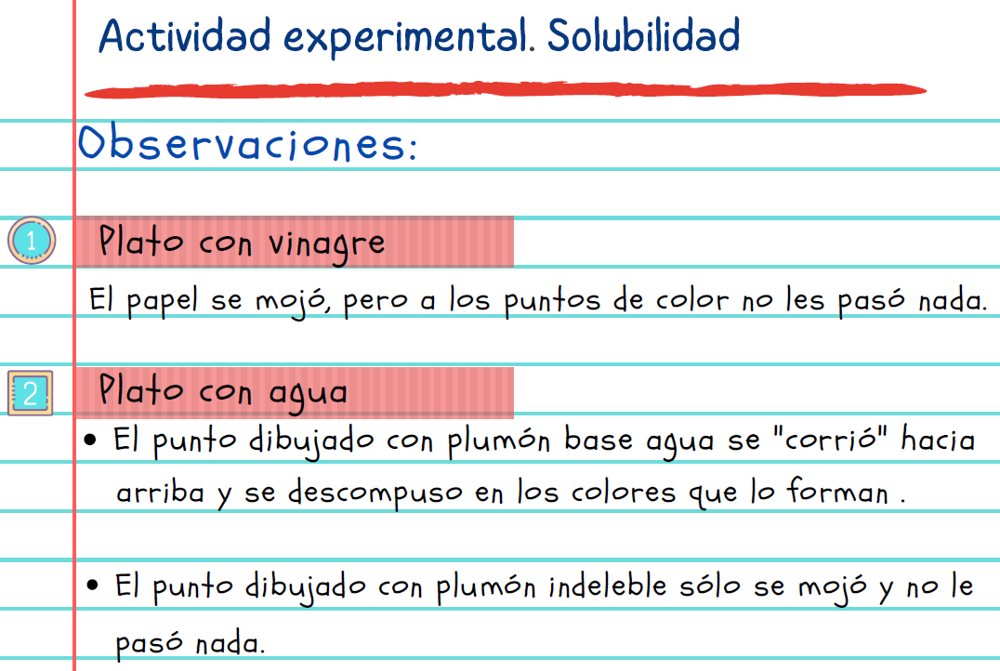 Actividad experimental. Solubilidad
Observaciones:
1 Plato con vinagre
El papel se mojó, pero a los puntos de color no les pasó nada.
2 Plato con agua
• El punto dibujado con plumón base agua se "corrió" hacia
arriba y se descompuso en los colores que lo forman .
• El punto dibujado con plumón indeleble sólo se mojó y no le
pasó nada.